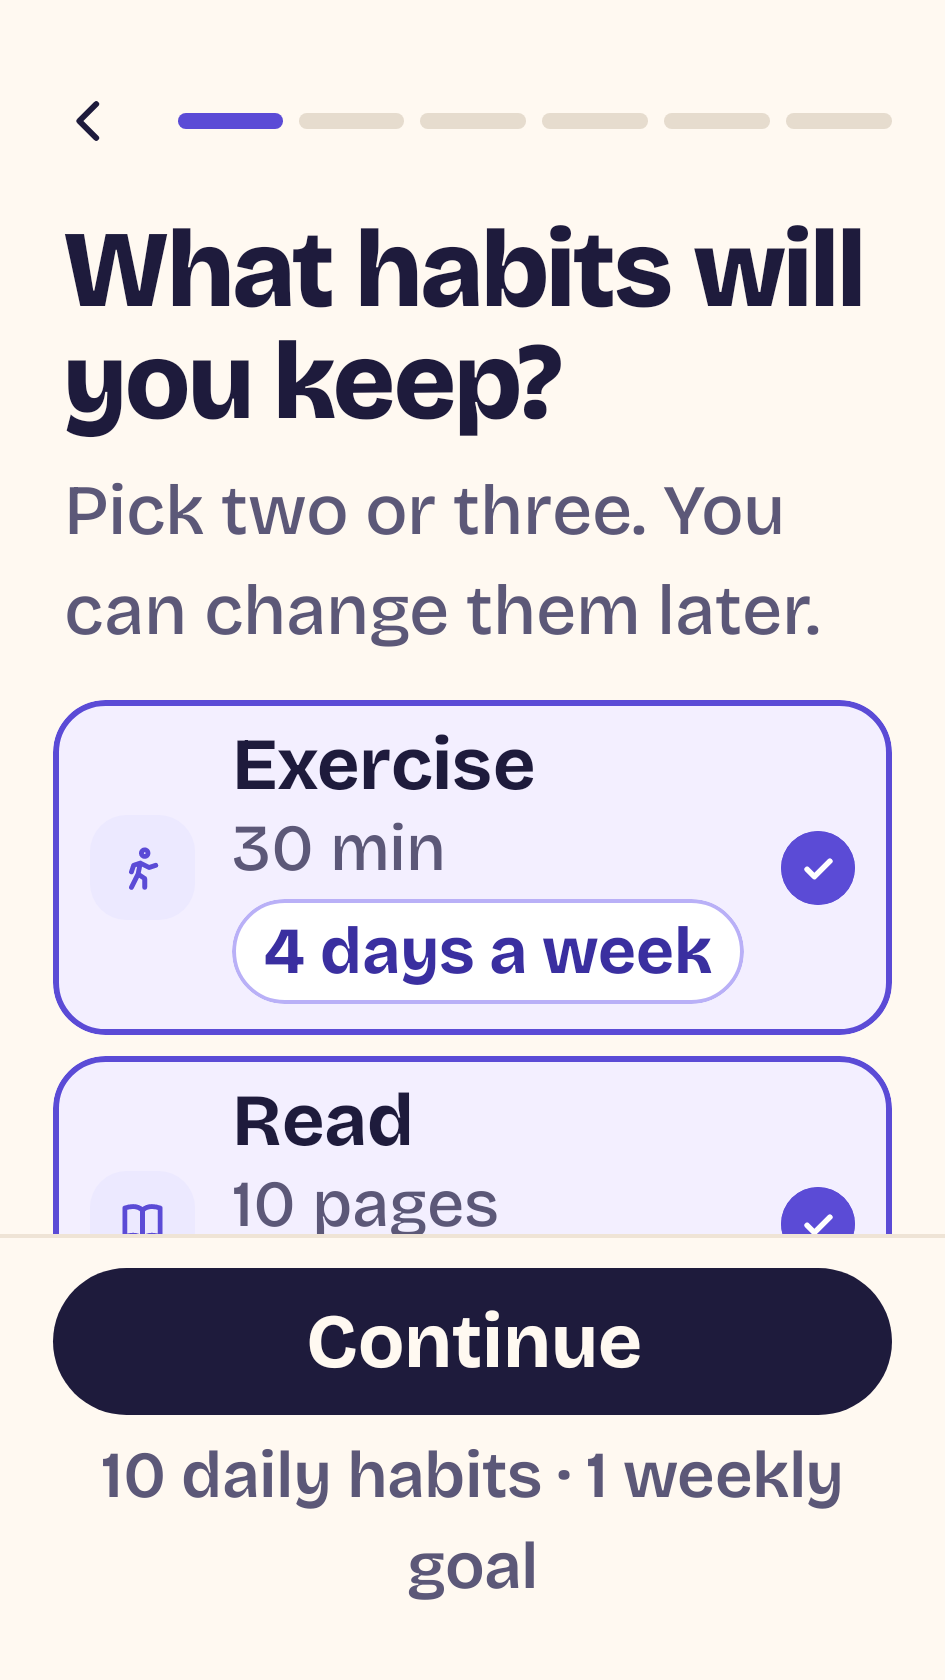 What habits will
you keep?
Pick two or three. You
can change them later.
Exercise
30 min
4 days a week
Read
10 pages
Continue
10 daily habits · 1 weekly
goal